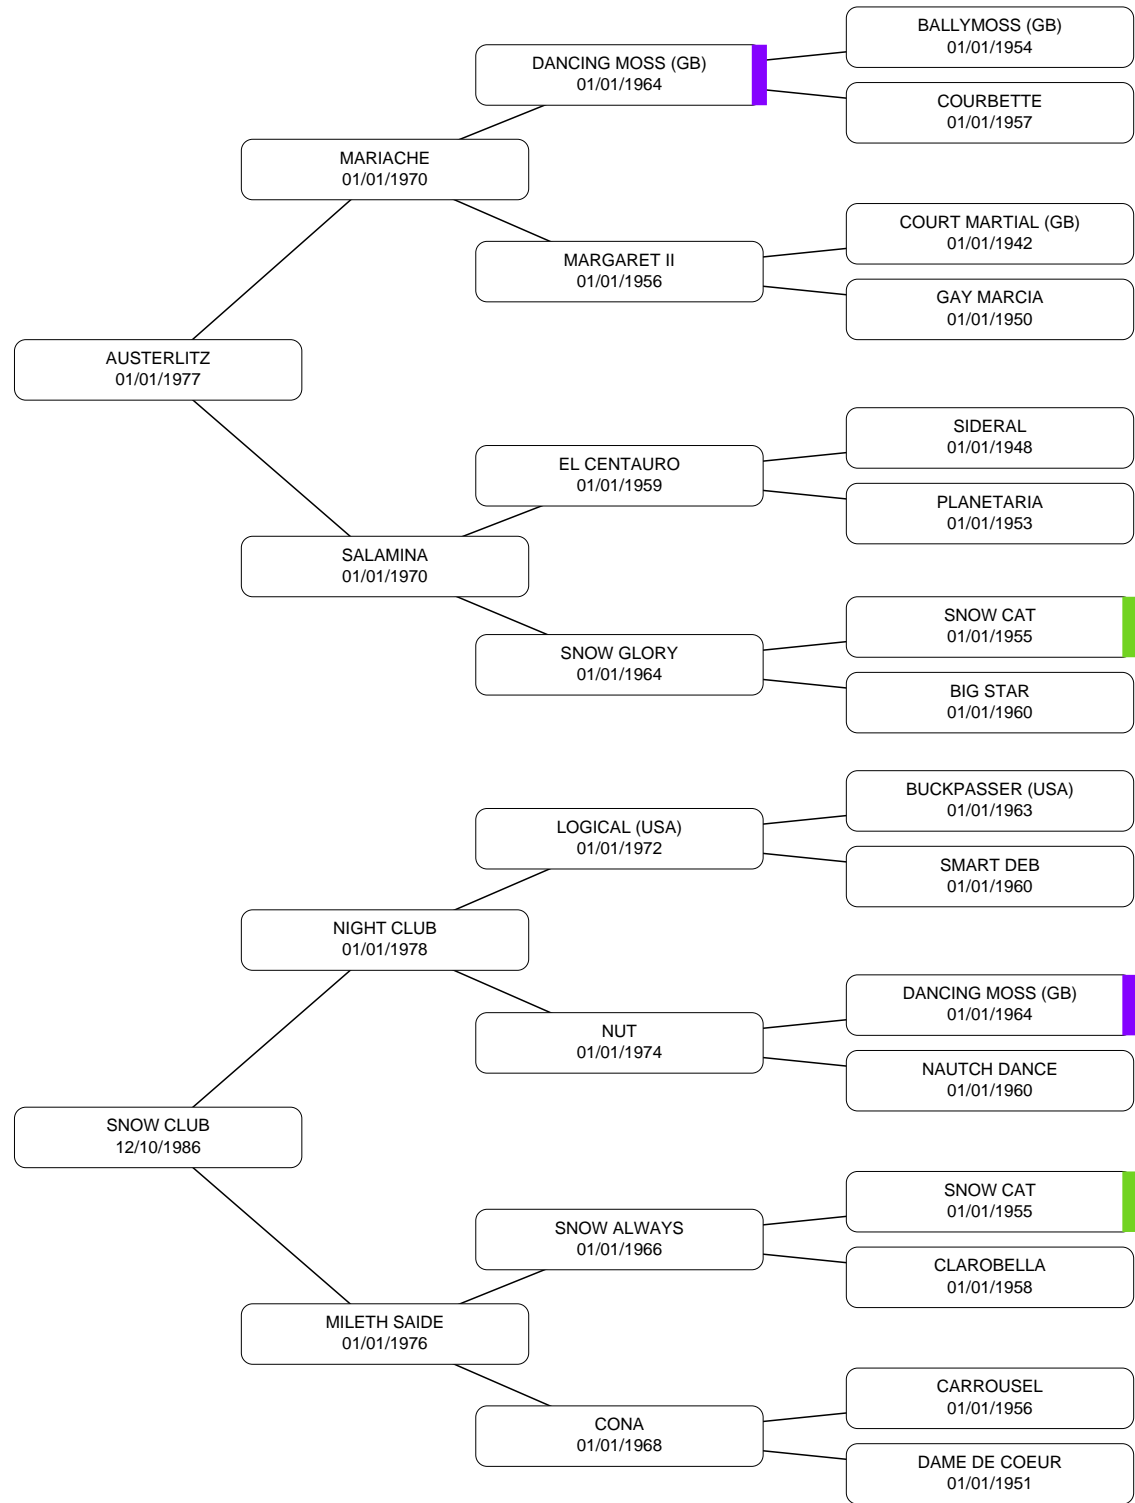 BALLYMOSS (GB)
01/01/1954
DANCING MOSS (GB)
01/01/1964
COURBETTE
01/01/1957
MARIACHE
01/01/1970
COURT MARTIAL (GB)
01/01/1942
MARGARET II
01/01/1956
GAY MARCIA
01/01/1950
AUSTERLITZ
01/01/1977
SIDERAL
01/01/1948
EL CENTAURO
01/01/1959
PLANETARIA
01/01/1953
SALAMINA
01/01/1970
SNOW CAT
01/01/1955
SNOW GLORY
01/01/1964
BIG STAR
01/01/1960
BUCKPASSER (USA)
01/01/1963
LOGICAL (USA)
01/01/1972
SMART DEB
01/01/1960
NIGHT CLUB
01/01/1978
DANCING MOSS (GB)
01/01/1964
NUT
01/01/1974
NAUTCH DANCE
01/01/1960
SNOW CLUB
12/10/1986
SNOW CAT
01/01/1955
SNOW ALWAYS
01/01/1966
CLAROBELLA
01/01/1958
MILETH SAIDE
01/01/1976
CARROUSEL
01/01/1956
CONA
01/01/1968
DAME DE COEUR
01/01/1951